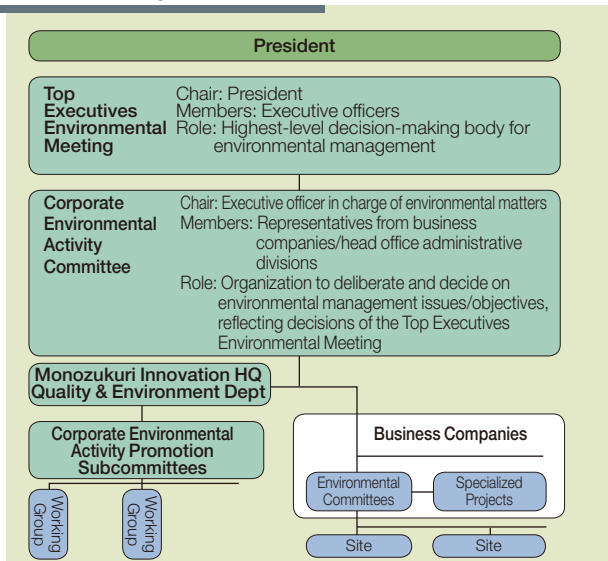 President
Top Executives Environmental Meeting
Chair: President
Members: Executive officers
Role: Highest-level decision-making body for
environmental management
Corporate Environmental Activity Committee
Chair: Executive officer in charge of environmental matters
Members: Representatives from business
companies/head office administrative
divisions
Role: Organization to deliberate and decide on
environmental management issues/objectives,
reflecting decisions of the Top Executives
Environmental Meeting
Monozukuri Innovation HQ
Quality & Environment Dept
Corporate Environmental
Activity Promotion
Subcommittees
Working
Group
Working
Group
Business Companies
Environmental
Committees
Specialized
Projects
Site
Site